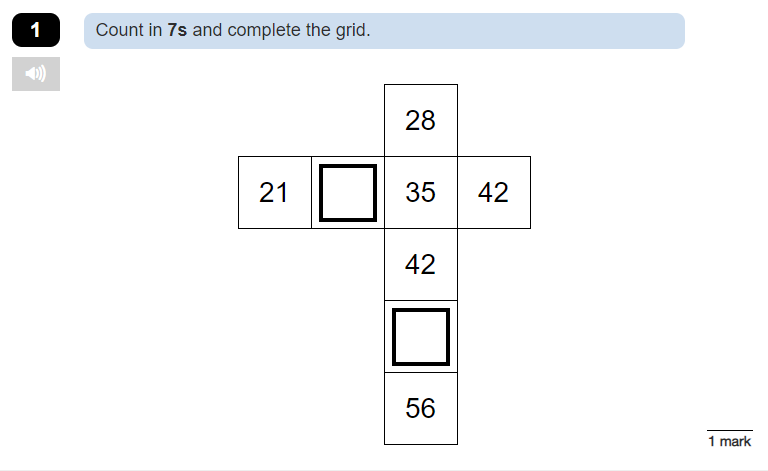 1
Count in 7s and complete the grid.
28
21 35 42
42
56
1 mark